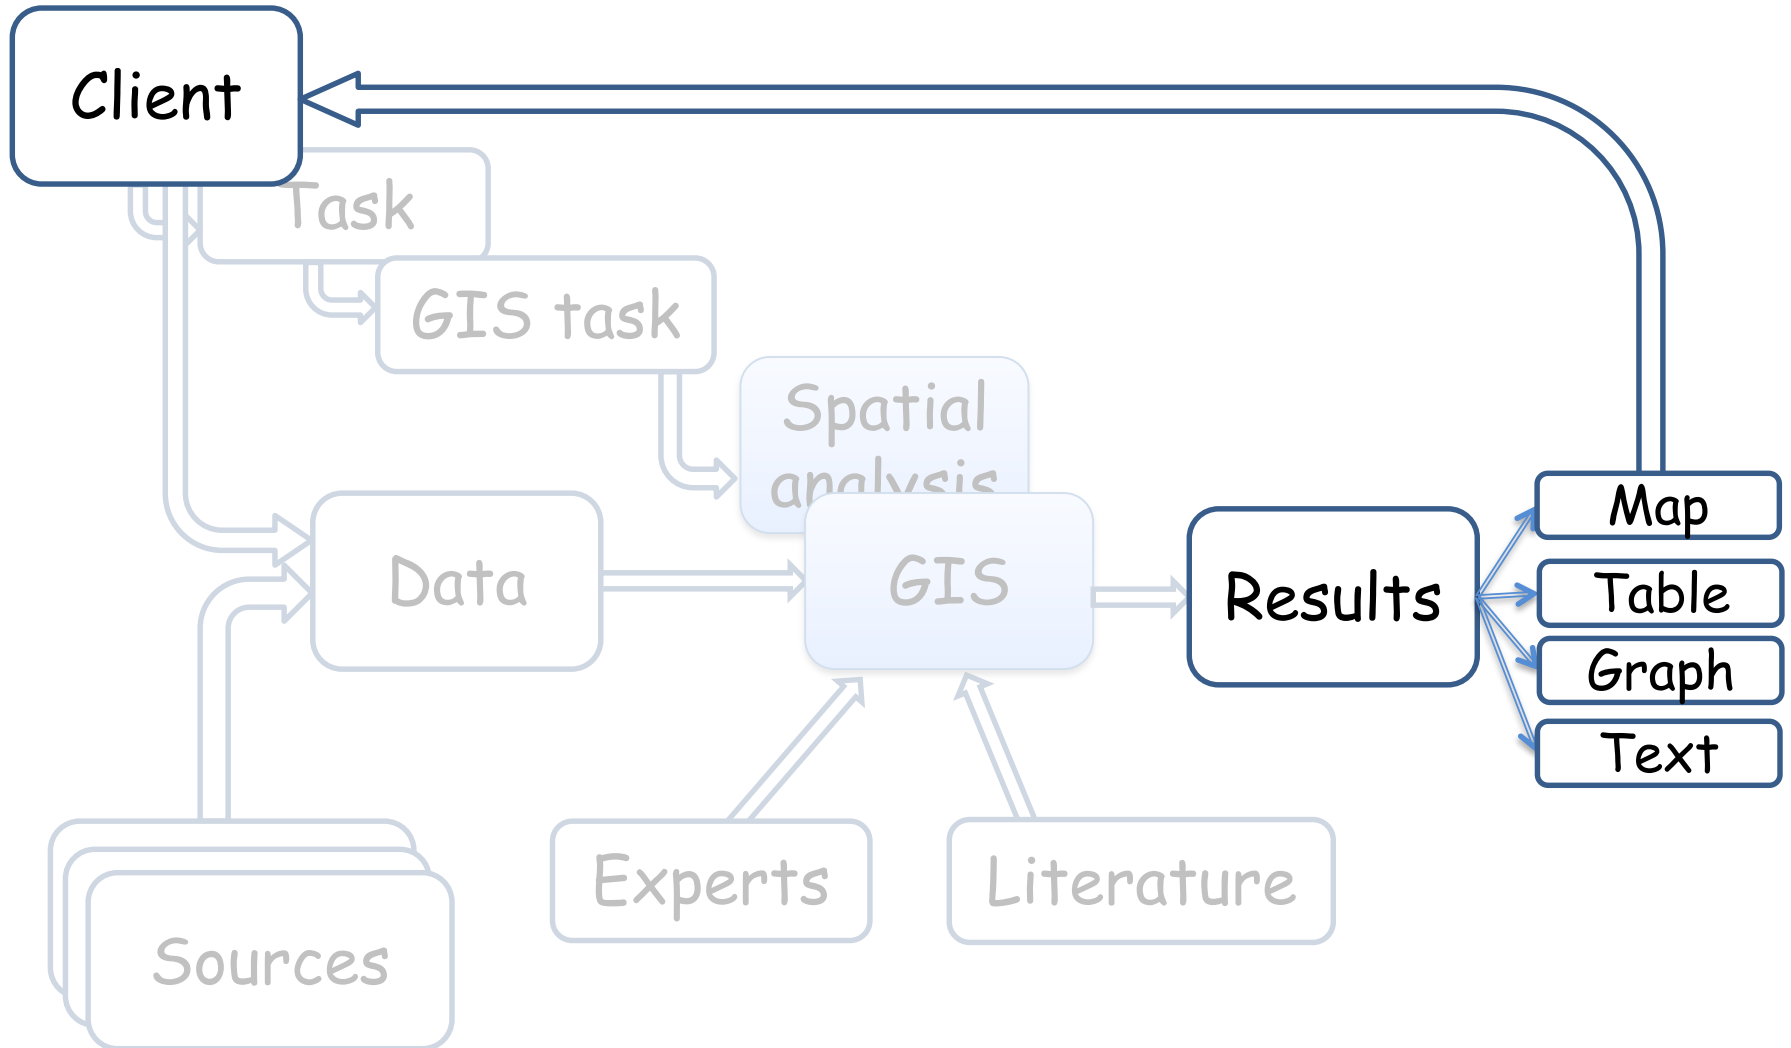 Client
Task
GIS task
Spatial
analysis
Map
Data
GIS
Results
Table
Graph
Text
Experts
Literature
Sources